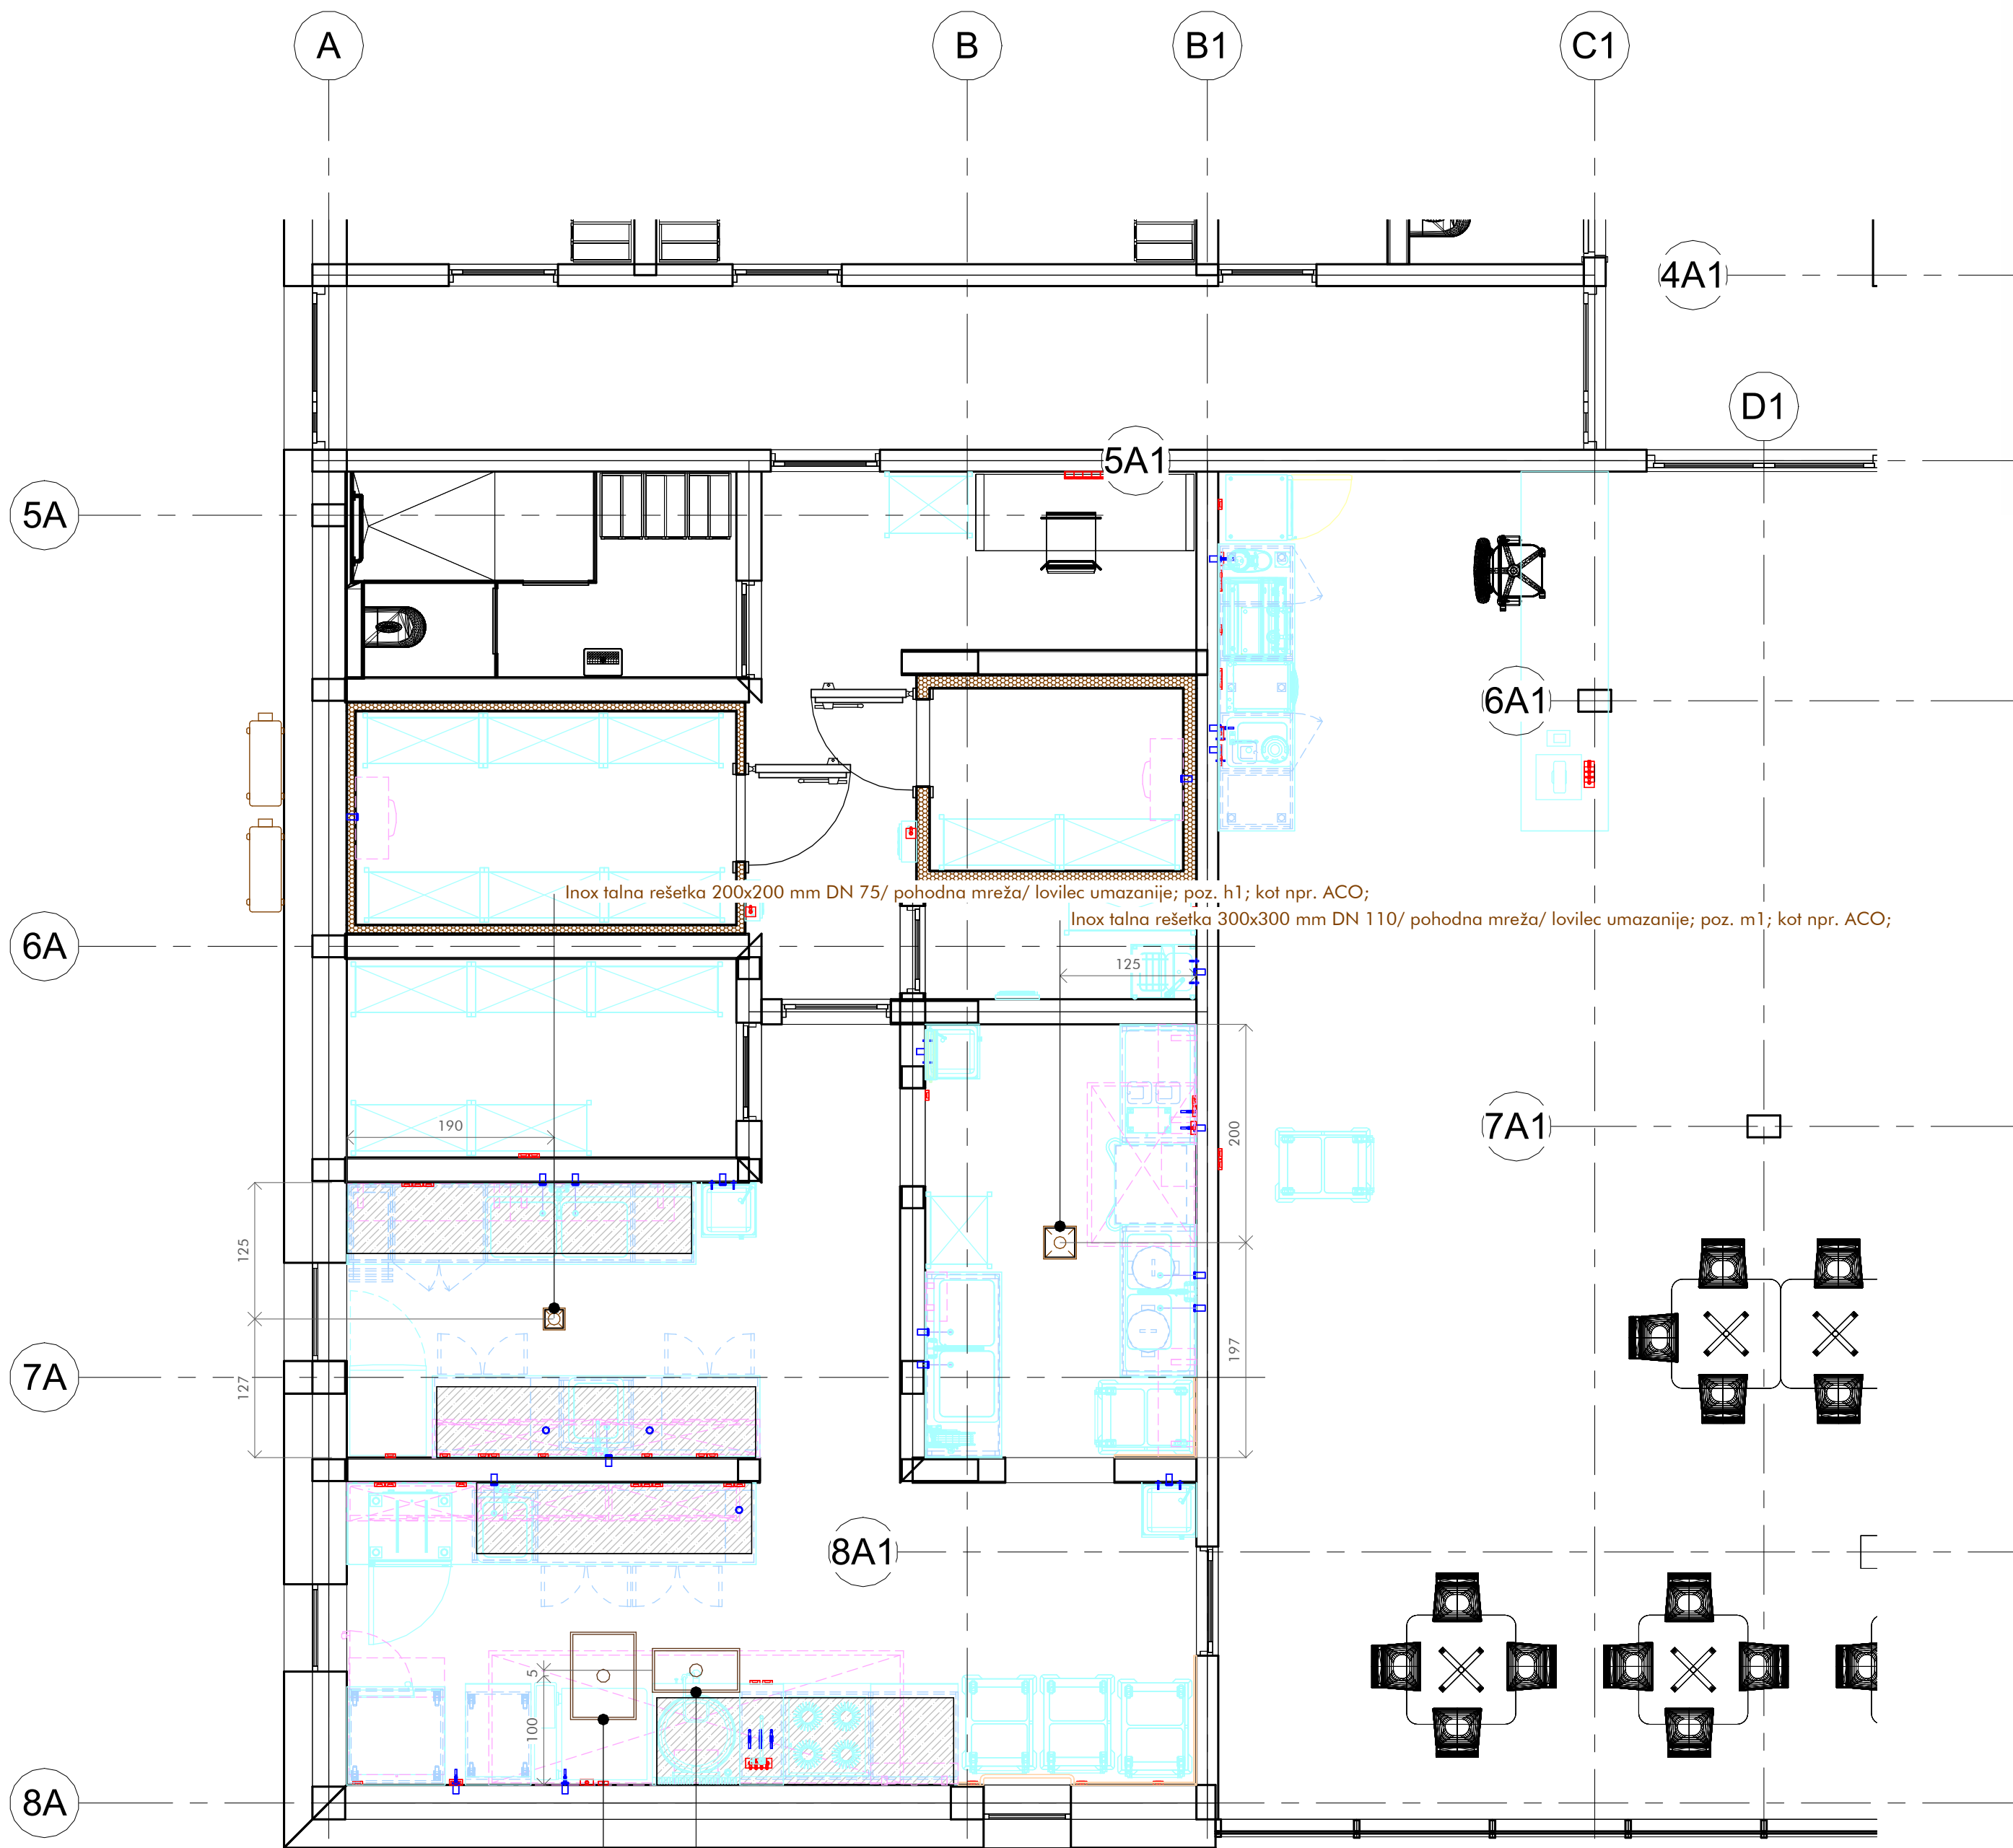 A
B
B1
C1
4A1
D1
5A1
5A
6A1
Inox talna rešetka 200x200 mm DN 75/ pohodna mreža/ lovilec umazanije; poz. h1; kot npr. ACO;
Inox talna rešetka 300x300 mm DN 110/ pohodna mreža/ lovilec umazanije; poz. m1; kot npr. ACO;
6A
125
190
200
7A1
125
197
7A
127
8A1
5
100
8A